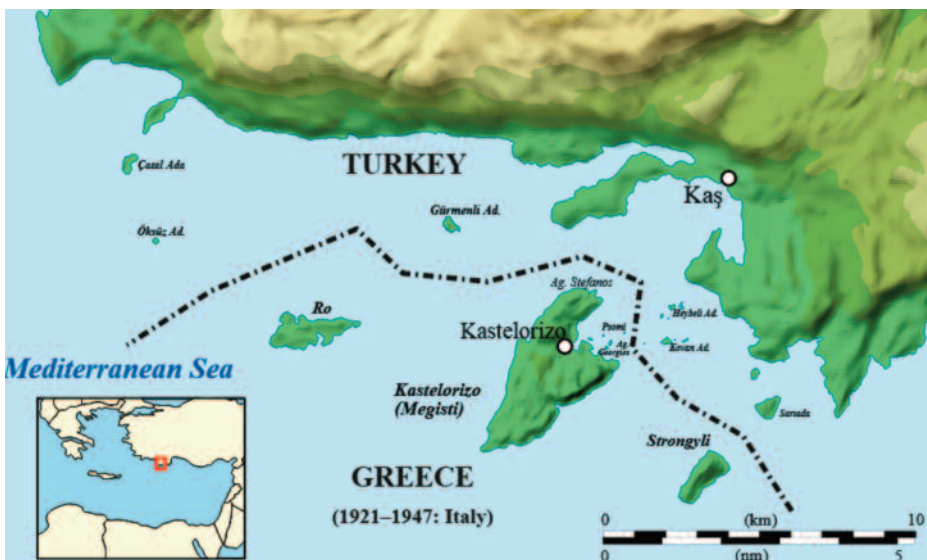 TURKEY
Çatal Ada
Kaş
Gürmenli Ad.
Öksüz Ad.
Ag. Stefanos
Ro
Heybeli Ad.
Kastelorizo
Psomi
Ag.
Georgios
Kovan Ad.
Mediterranean Sea
Kastelorizo
(Megisti)
Sarıada
Strongyli
GREECE
(1921–1947: Italy)
0 (km) 10
0 (nm) 5